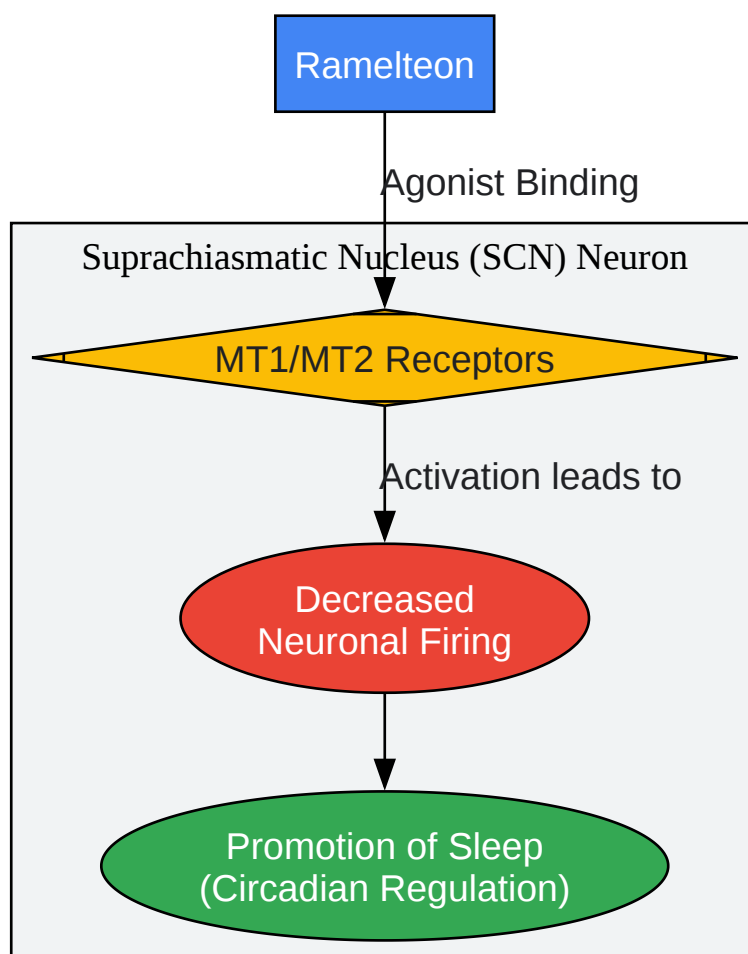 Ramelteon
Agonist Binding
Suprachiasmatic Nucleus (SCN) Neuron
MT1/MT2 Receptors
Activation leads to
Decreased
Neuronal Firing
Promotion of Sleep
(Circadian Regulation)